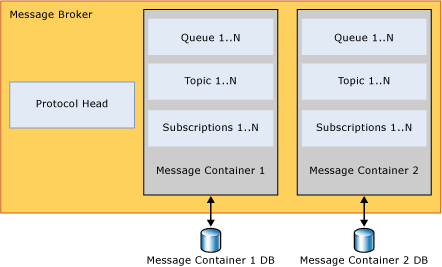 Message Broker
Protocol Head
Queue 1..N
Topic 1..N
Subscriptions 1..N
Message Container 1
Queue 1..N
Topic 1..N
Subscriptions 1..N
Message Container 2
Message Container 1 DB
Message Container 2 DB